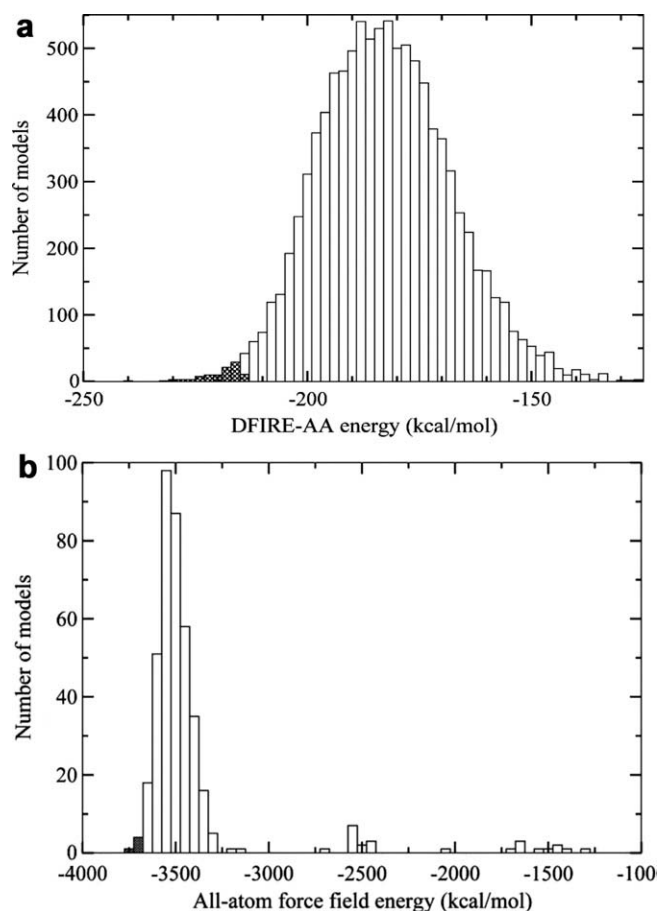 a
500
400
300
200
100
0
Number of models
-250 -200 -150
DFIRE-AA energy (kcal/mol)
b
100
80
60
40
20
0
Number of models
-4000 -3500 -3000 -2500 -2000 -1500 -1000
All-atom force field energy (kcal/mol)